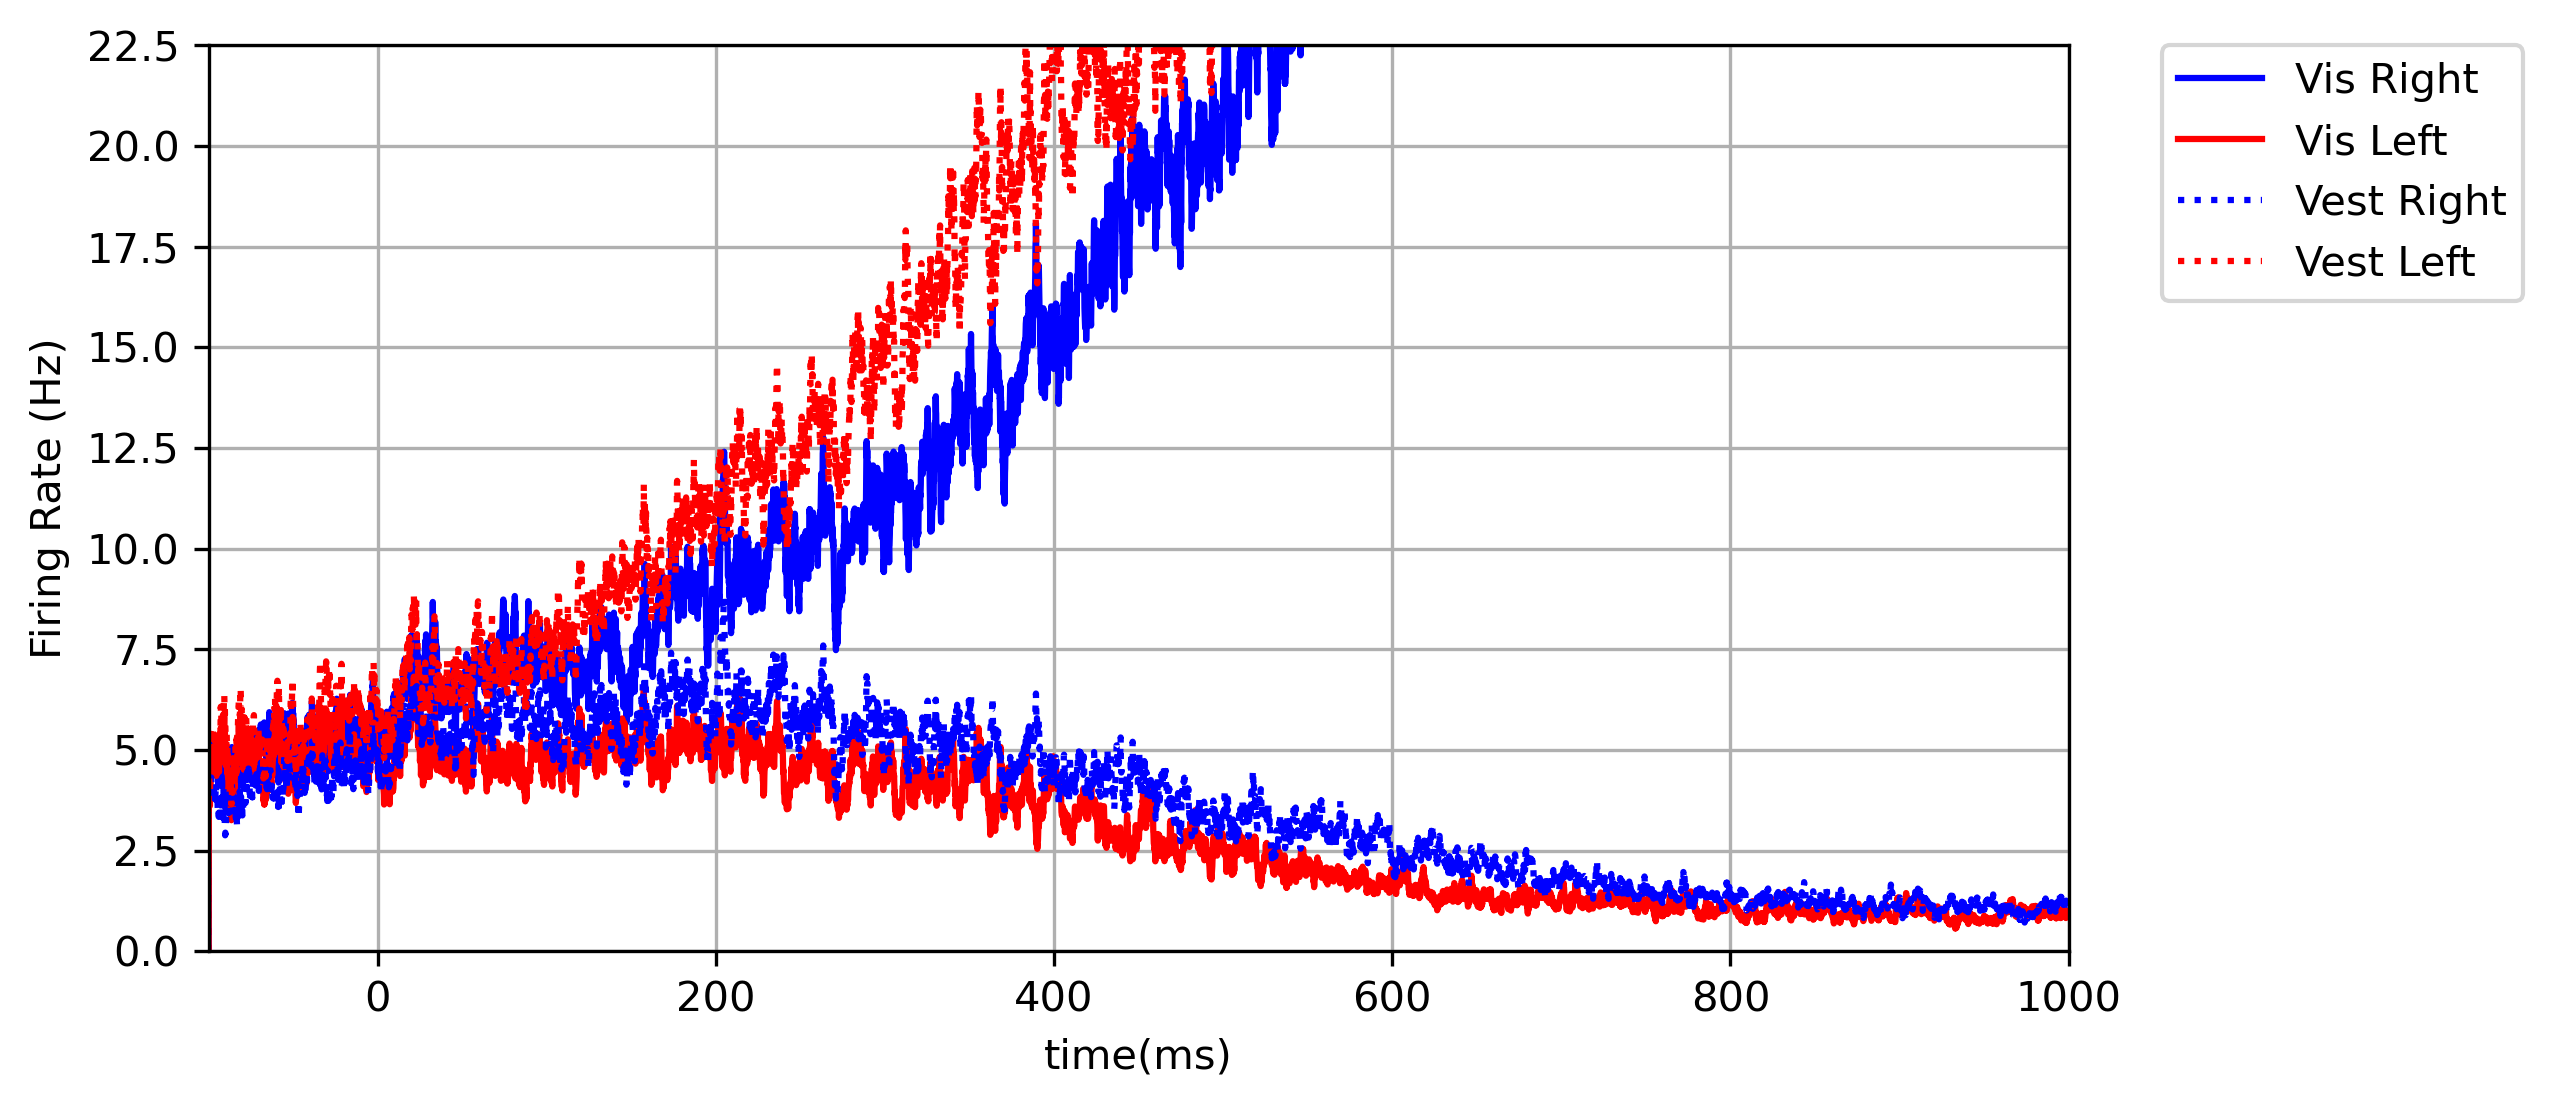 22.5
20.0
17.5
15.0
12.5
10.0
7.5
5.0
2.5
0.0
Firing Rate (Hz)
0 200 400 600 800 1000
time(ms)
Vis Right
Vis Left
Vest Right
Vest Left